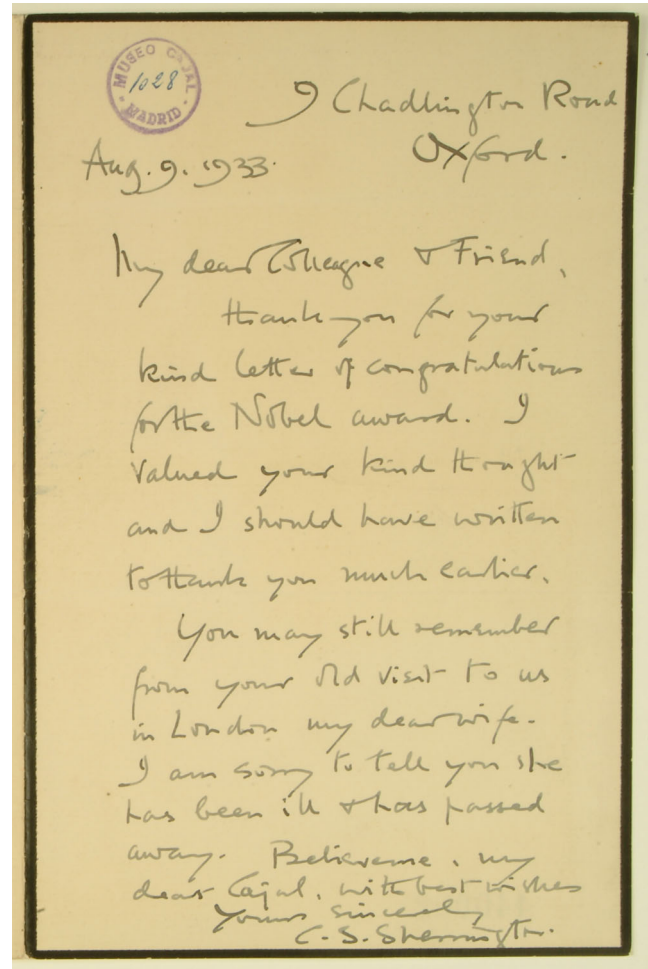 MUSEO CAJAL
1028
MADRID
9 Chadlington Road
Oxford.
Aug. 9. 1933.
My dear Colleague & Friend,
thank you for your
kind letter of congratulations
for the Nobel award. I
valued your kind thought
and I should have written
to thank you much earlier.
You may still remember
from your old visit to us
in London my dear wife.
I am sorry to tell you she
has been ill & has passed
away. Believe me, my
dear Cajal, with best wishes
Yours sincerely
C. S. Sherrington.